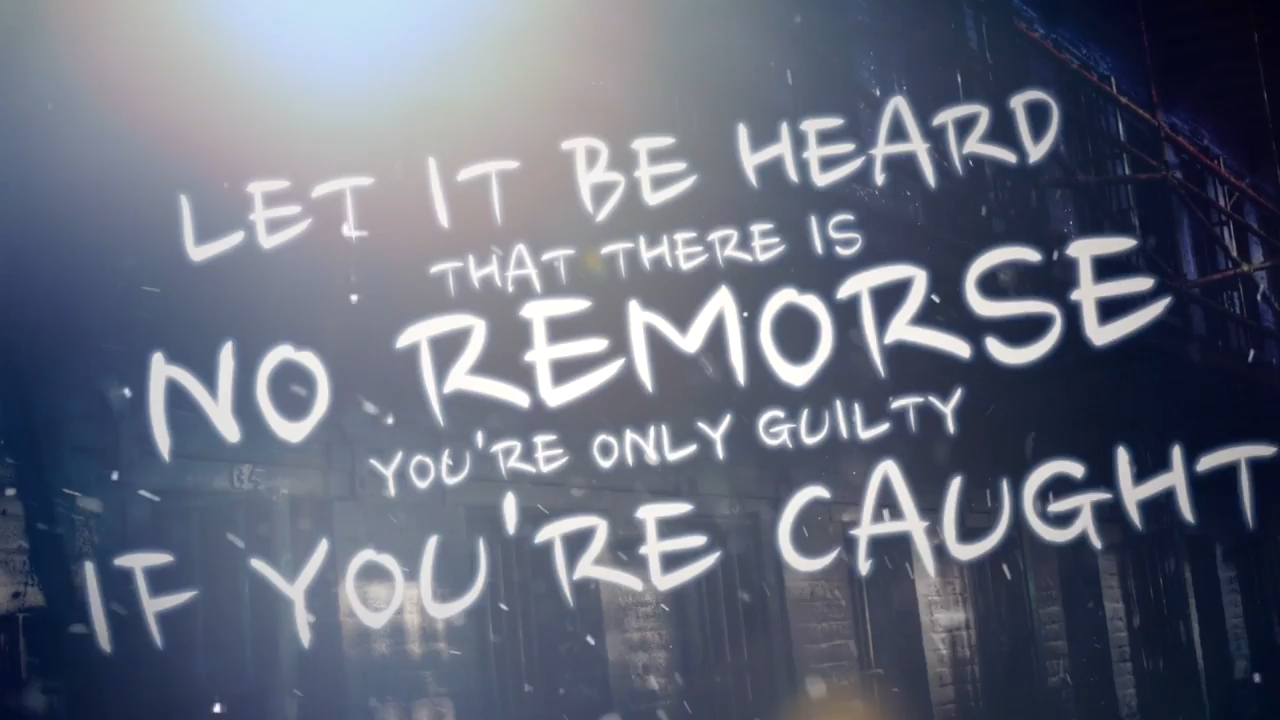 LET IT BE HEARD
THAT THERE IS
NO REMORSE
YOU'RE ONLY GUILTY
IF YOU'RE CAUGHT